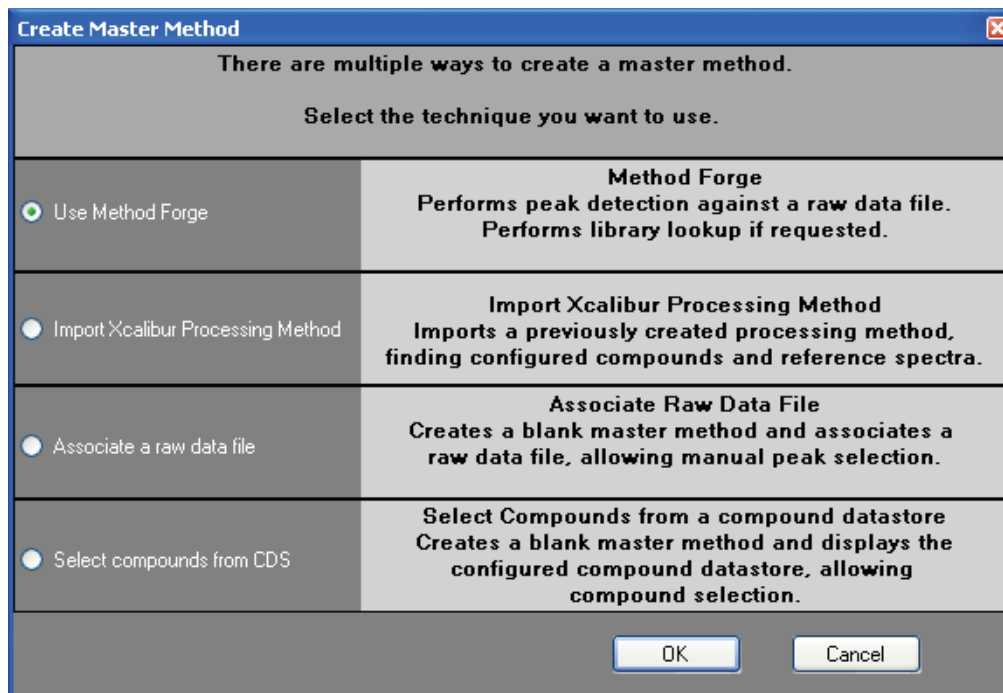 Create Master Method
There are multiple ways to create a master method.
Select the technique you want to use.
Use Method Forge
Method Forge
Performs peak detection against a raw data file.
Performs library lookup if requested.
Import Xcalibur Processing Method
Import Xcalibur Processing Method
Imports a previously created processing method,
finding configured compounds and reference spectra.
Associate a raw data file
Associate Raw Data File
Creates a blank master method and associates a
raw data file, allowing manual peak selection.
Select compounds from CDS
Select Compounds from a compound datastore
Creates a blank master method and displays the
configured compound datastore, allowing
compound selection.
OK
Cancel